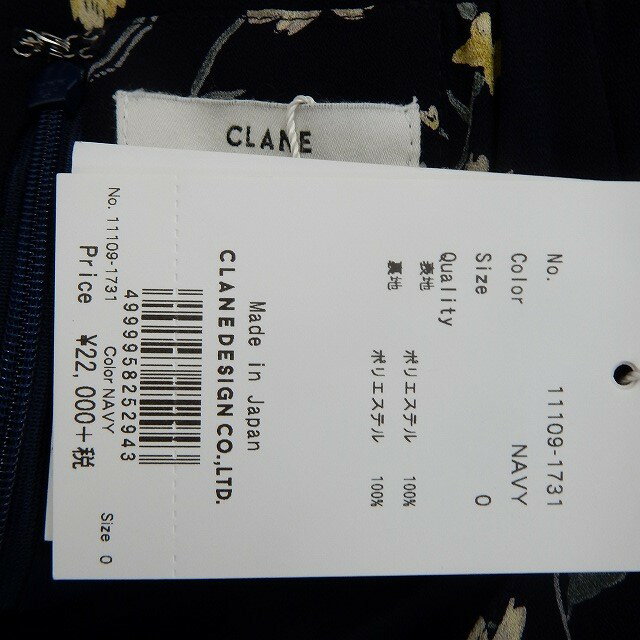 CLANE
No. 11109-1731
Color NAVY
Size 0
Quality
表地 ポリエステル 100%
裏地 ポリエステル 100%
Made in Japan
CLANE DESIGN CO.,LTD.
4999958252943
No. 11109-1731 Color NAVY Size 0
Price ¥22,000+税